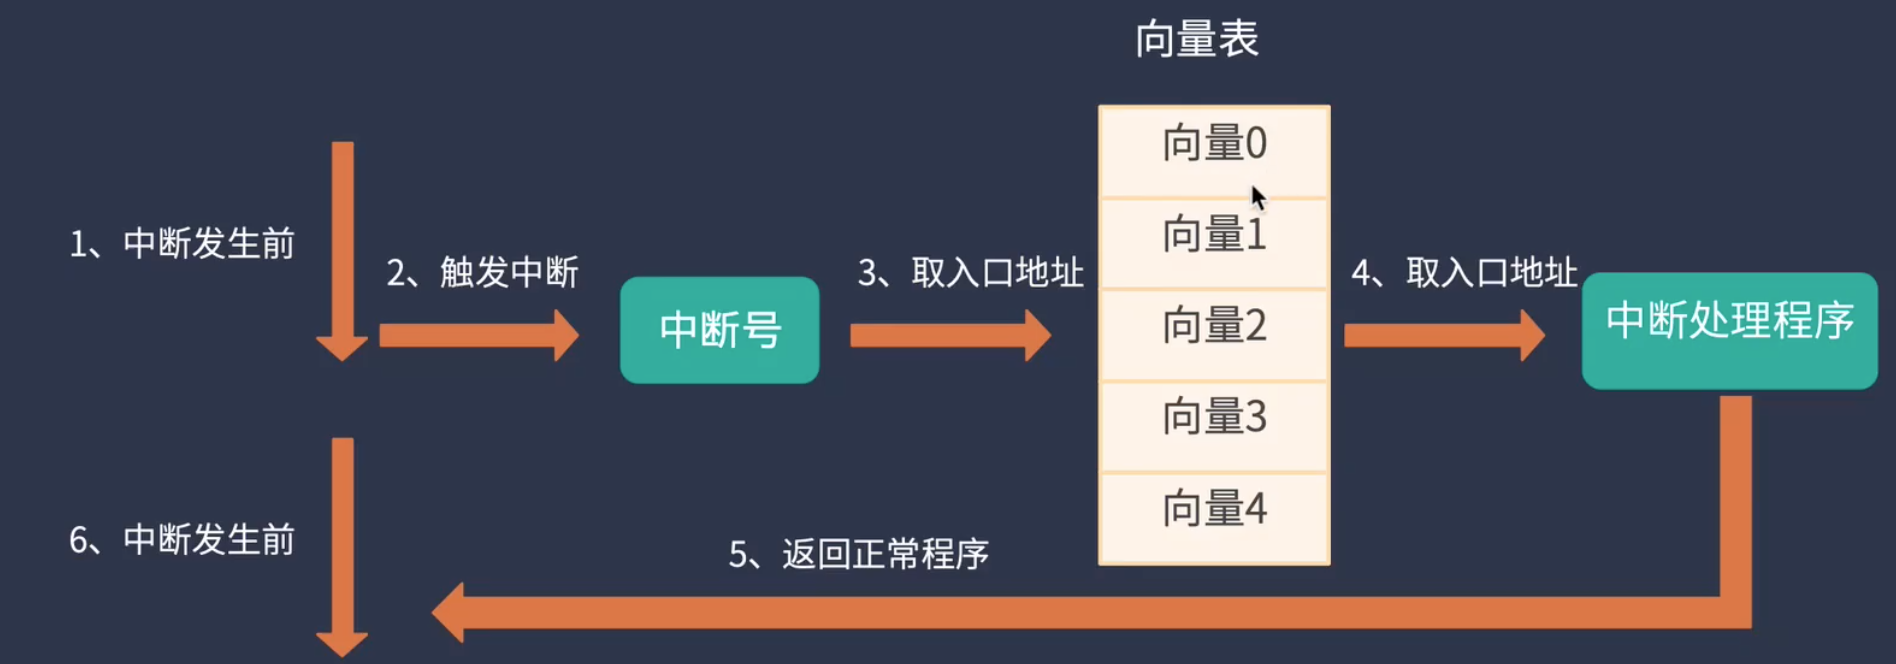 向量表
向量0
向量1
1、中断发生前
2、触发中断
3、取入口地址
4、取入口地址
中断号
向量2
中断处理程序
向量3
向量4
6、中断发生前
5、返回正常程序